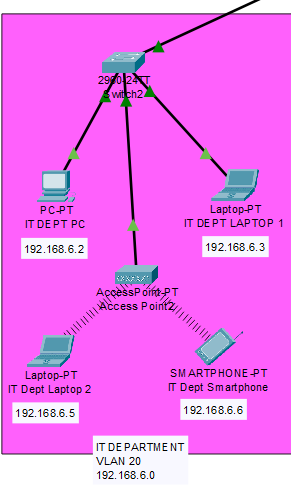 2960-24TT
Switch2
PC-PT
IT DEPT PC
192.168.6.2
Laptop-PT
IT DEPT LAPTOP 1
192.168.6.3
AccessPoint-PT
Access Point2
Laptop-PT
IT Dept Laptop 2
192.168.6.5
SMARTPHONE-PT
IT Dept Smartphone
192.168.6.6
IT DEPARTMENT
VLAN 20
192.168.6.0